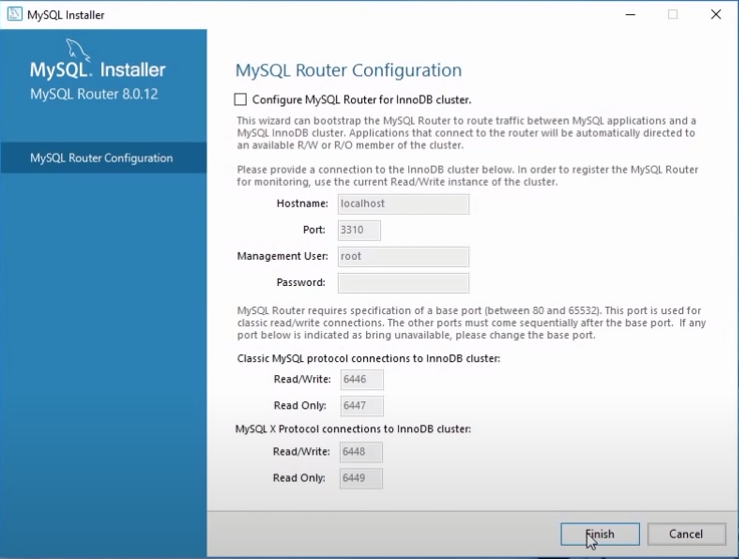 MySQL Installer
MySQL. Installer
MySQL Router 8.0.12
MySQL Router Configuration
MySQL Router Configuration
Configure MySQL Router for InnoDB cluster.
This wizard can bootstrap the MySQL Router to route traffic between MySQL applications and a
MySQL InnoDB cluster. Applications that connect to the router will be automatically directed to
an available R/W or R/O member of the cluster.
Please provide a connection to the InnoDB cluster below. In order to register the MySQL Router
for monitoring, use the current Read/Write instance of the cluster.
Hostname: localhost
Port: 3310
Management User: root
Password:
MySQL Router requires specification of a base port (between 80 and 65532). This port is used for
classic read/write connections. The other ports must come sequentially after the base port. If any
port below is indicated as bring unavailable, please change the base port.
Classic MySQL protocol connections to InnoDB cluster:
Read/Write: 6446
Read Only: 6447
MySQL X Protocol connections to InnoDB cluster:
Read/Write: 6448
Read Only: 6449
Finish Cancel